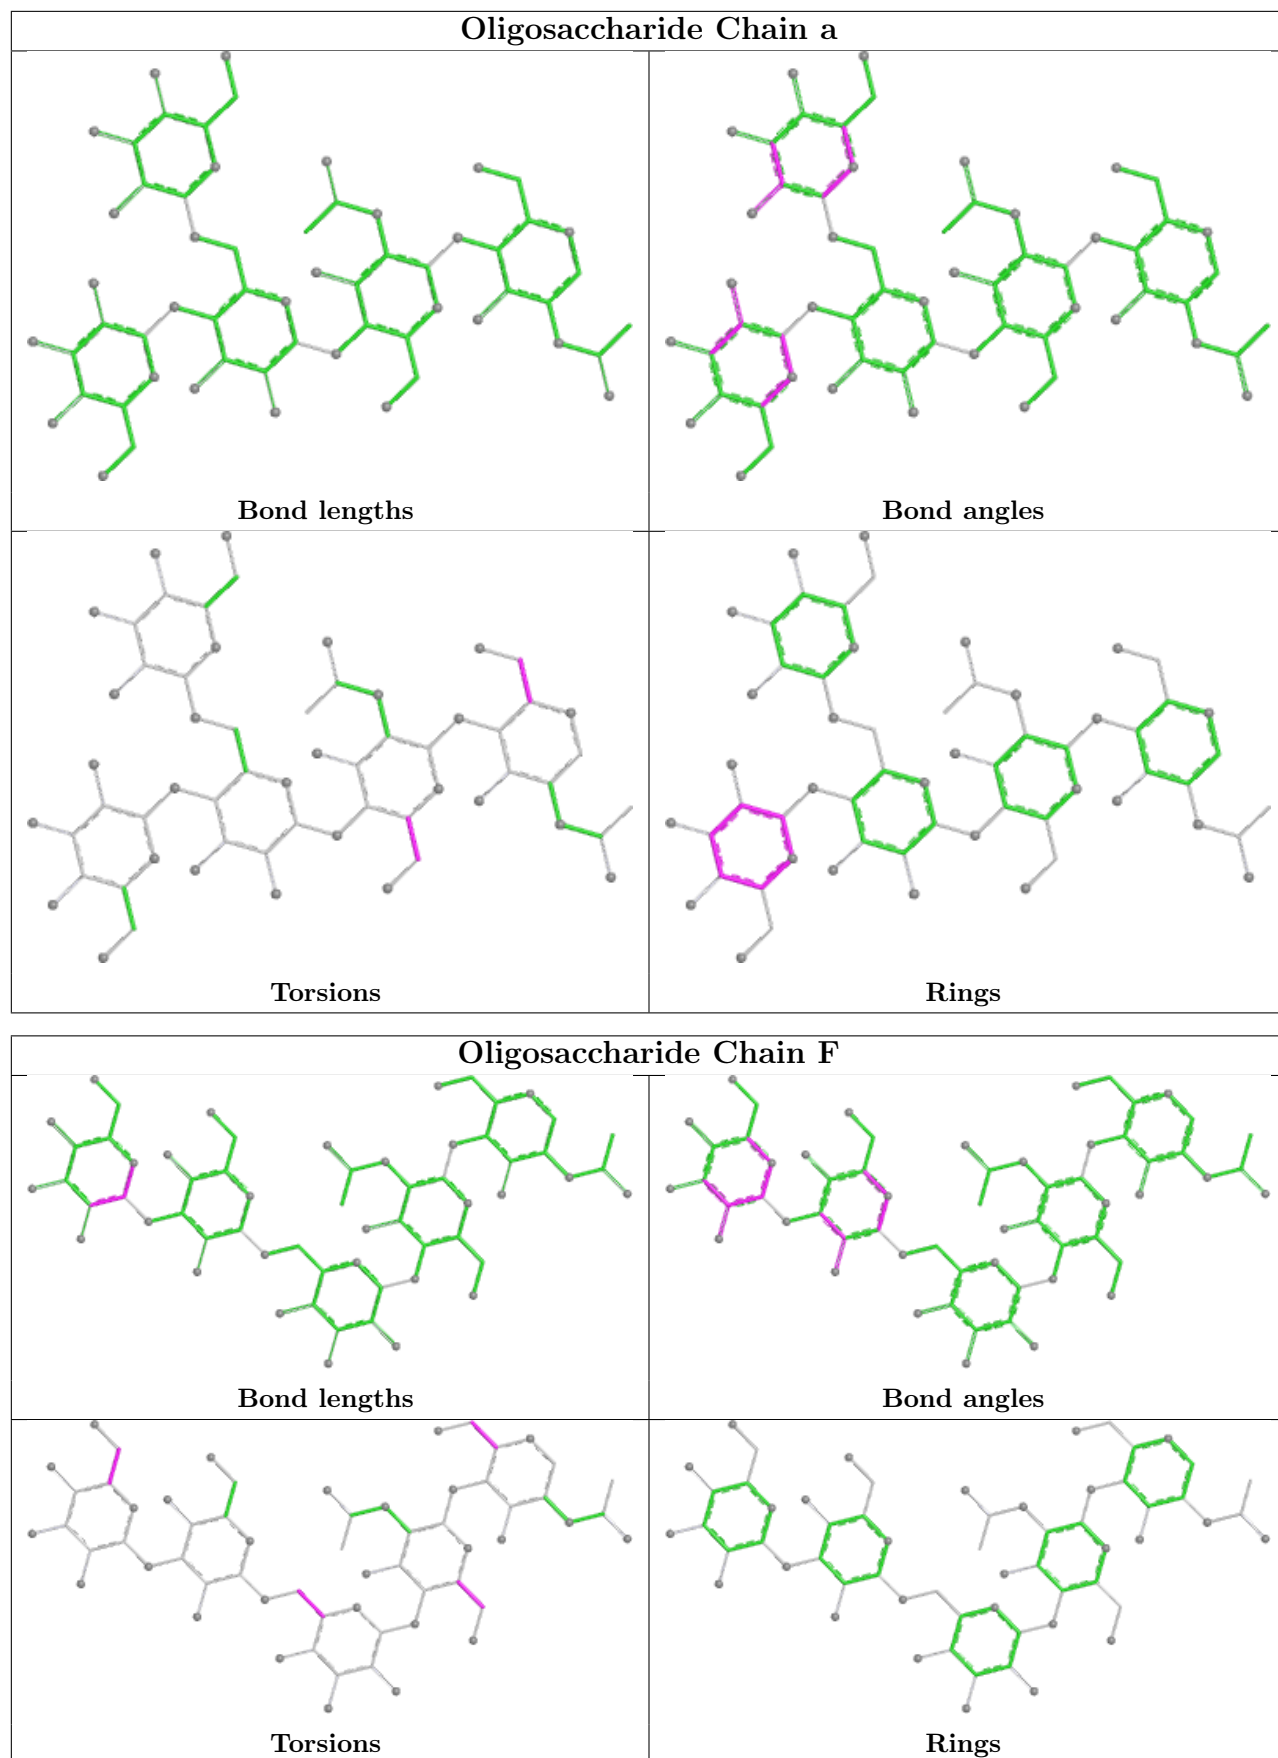 Oligosaccharide Chain a
Bond lengths
Bond angles
Torsions
Rings
Oligosaccharide Chain F
Bond lengths
Bond angles
Torsions
Rings